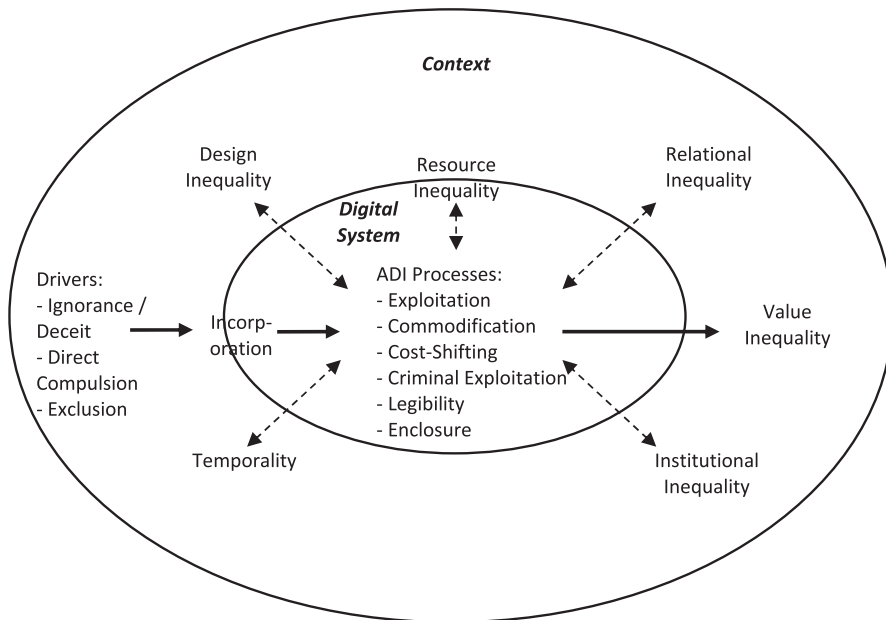 Context
Design
Inequality
Resource
Inequality
Relational
Inequality
Digital
System
Drivers:
- Ignorance /
Deceit
- Direct
Compulsion
- Exclusion
Incorp-
oration
ADI Processes:
- Exploitation
- Commodification
- Cost-Shifting
- Criminal Exploitation
- Legibility
- Enclosure
Value
Inequality
Temporality
Institutional
Inequality